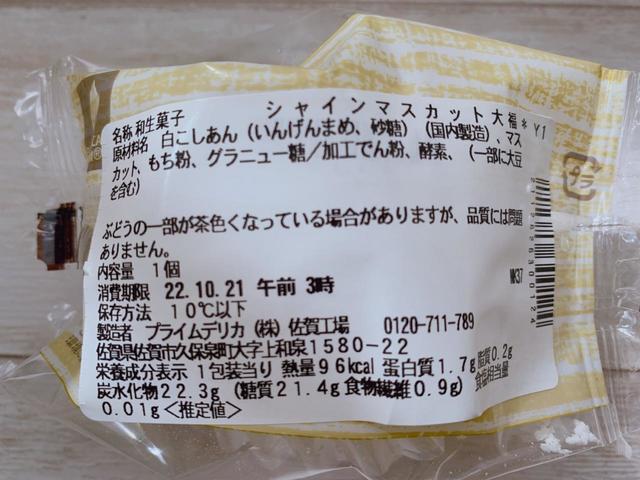 シャインマスカット大福*Y1
名称 和生菓子
原材料名 白こしあん(いんげんまめ、砂糖)(国内製造)、マス
カット、もち粉、グラニュー糖/加工でん粉、酵素、(一部に大豆
を含む)
ぶどうの一部が茶色くなっている場合がありますが、品質には問題
ありません。
内容量 1個
消費期限 22.10.21 午前 3時
保存方法 10℃以下
製造者 プライムデリカ(株)佐賀工場 0120-711-789
佐賀県佐賀市久保泉町大字上和泉1580-22
栄養成分表示 1包装当り 熱量96kcal 蛋白質1.7g 脂質0.2g
炭水化物22.3g(糖質21.4g食物繊維0.9g) 食塩相当量
0.01g<推定値>
NK37
プラ